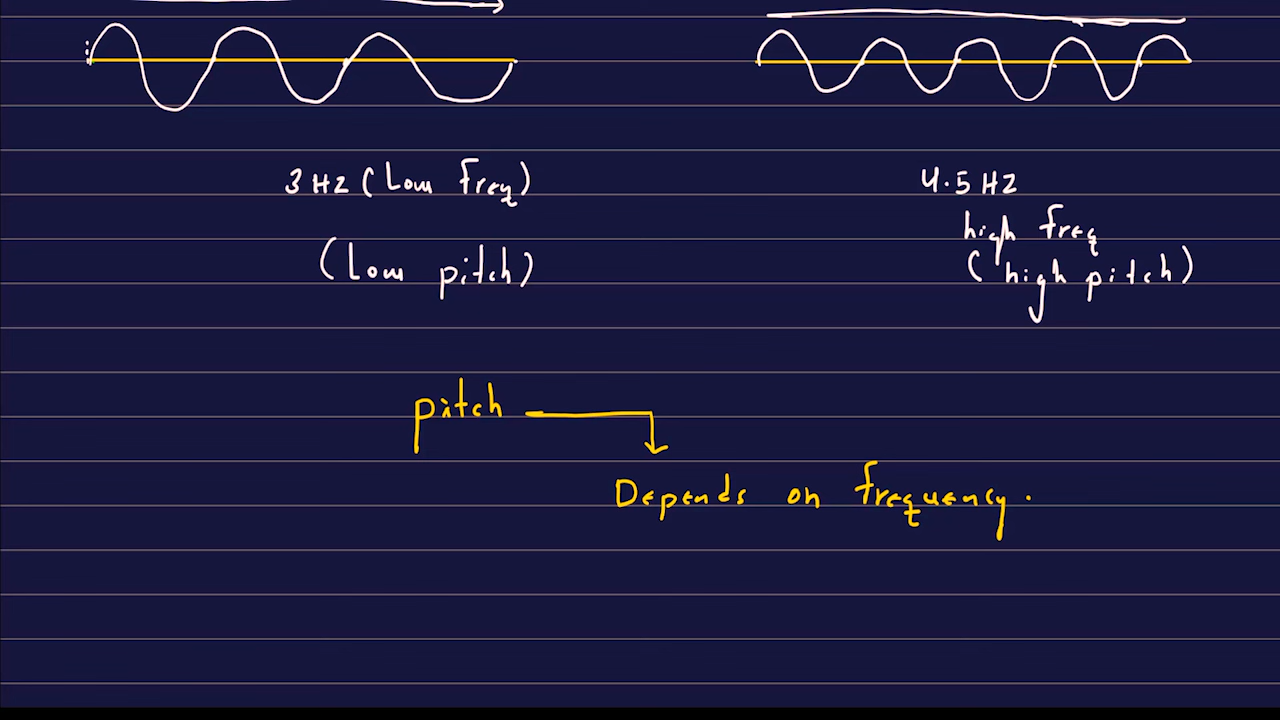 3 HZ (Low freq)
(Low pitch)
4.5 HZ
high freq
(high pitch)
pitch
Depends on frequency.